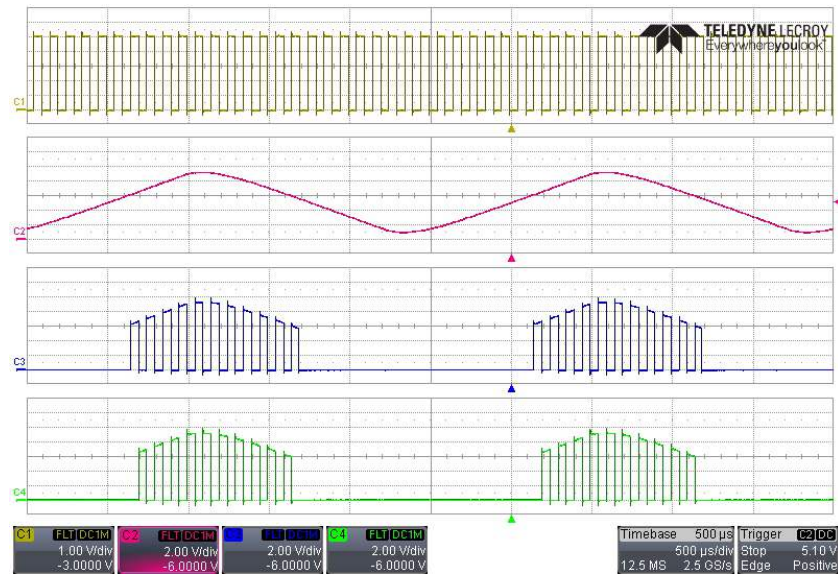 TELEDYNE LECROY
Everywhereyoulook™
C1
C2
C3
C4
C1 FLT DC1M
1.00 V/div
-3.0000 V
C2 FLT DC1M
2.00 V/div
-6.0000 V
C3 FLT DC1M
2.00 V/div
-6.0000 V
C4 FLT DC1M
2.00 V/div
-6.0000 V
Timebase 500 µs
500 µs/div
12.5 MS 2.5 GS/s
Trigger C2 DC
Stop 5.10 V
Edge Positive